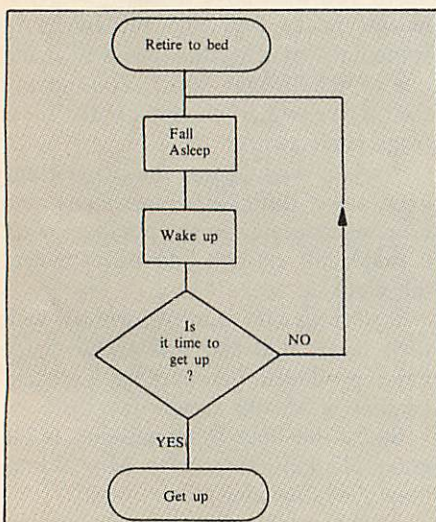 Retire to bed
Fall
Asleep
Wake up
Is
it time to
get up
?
NO
YES
Get up